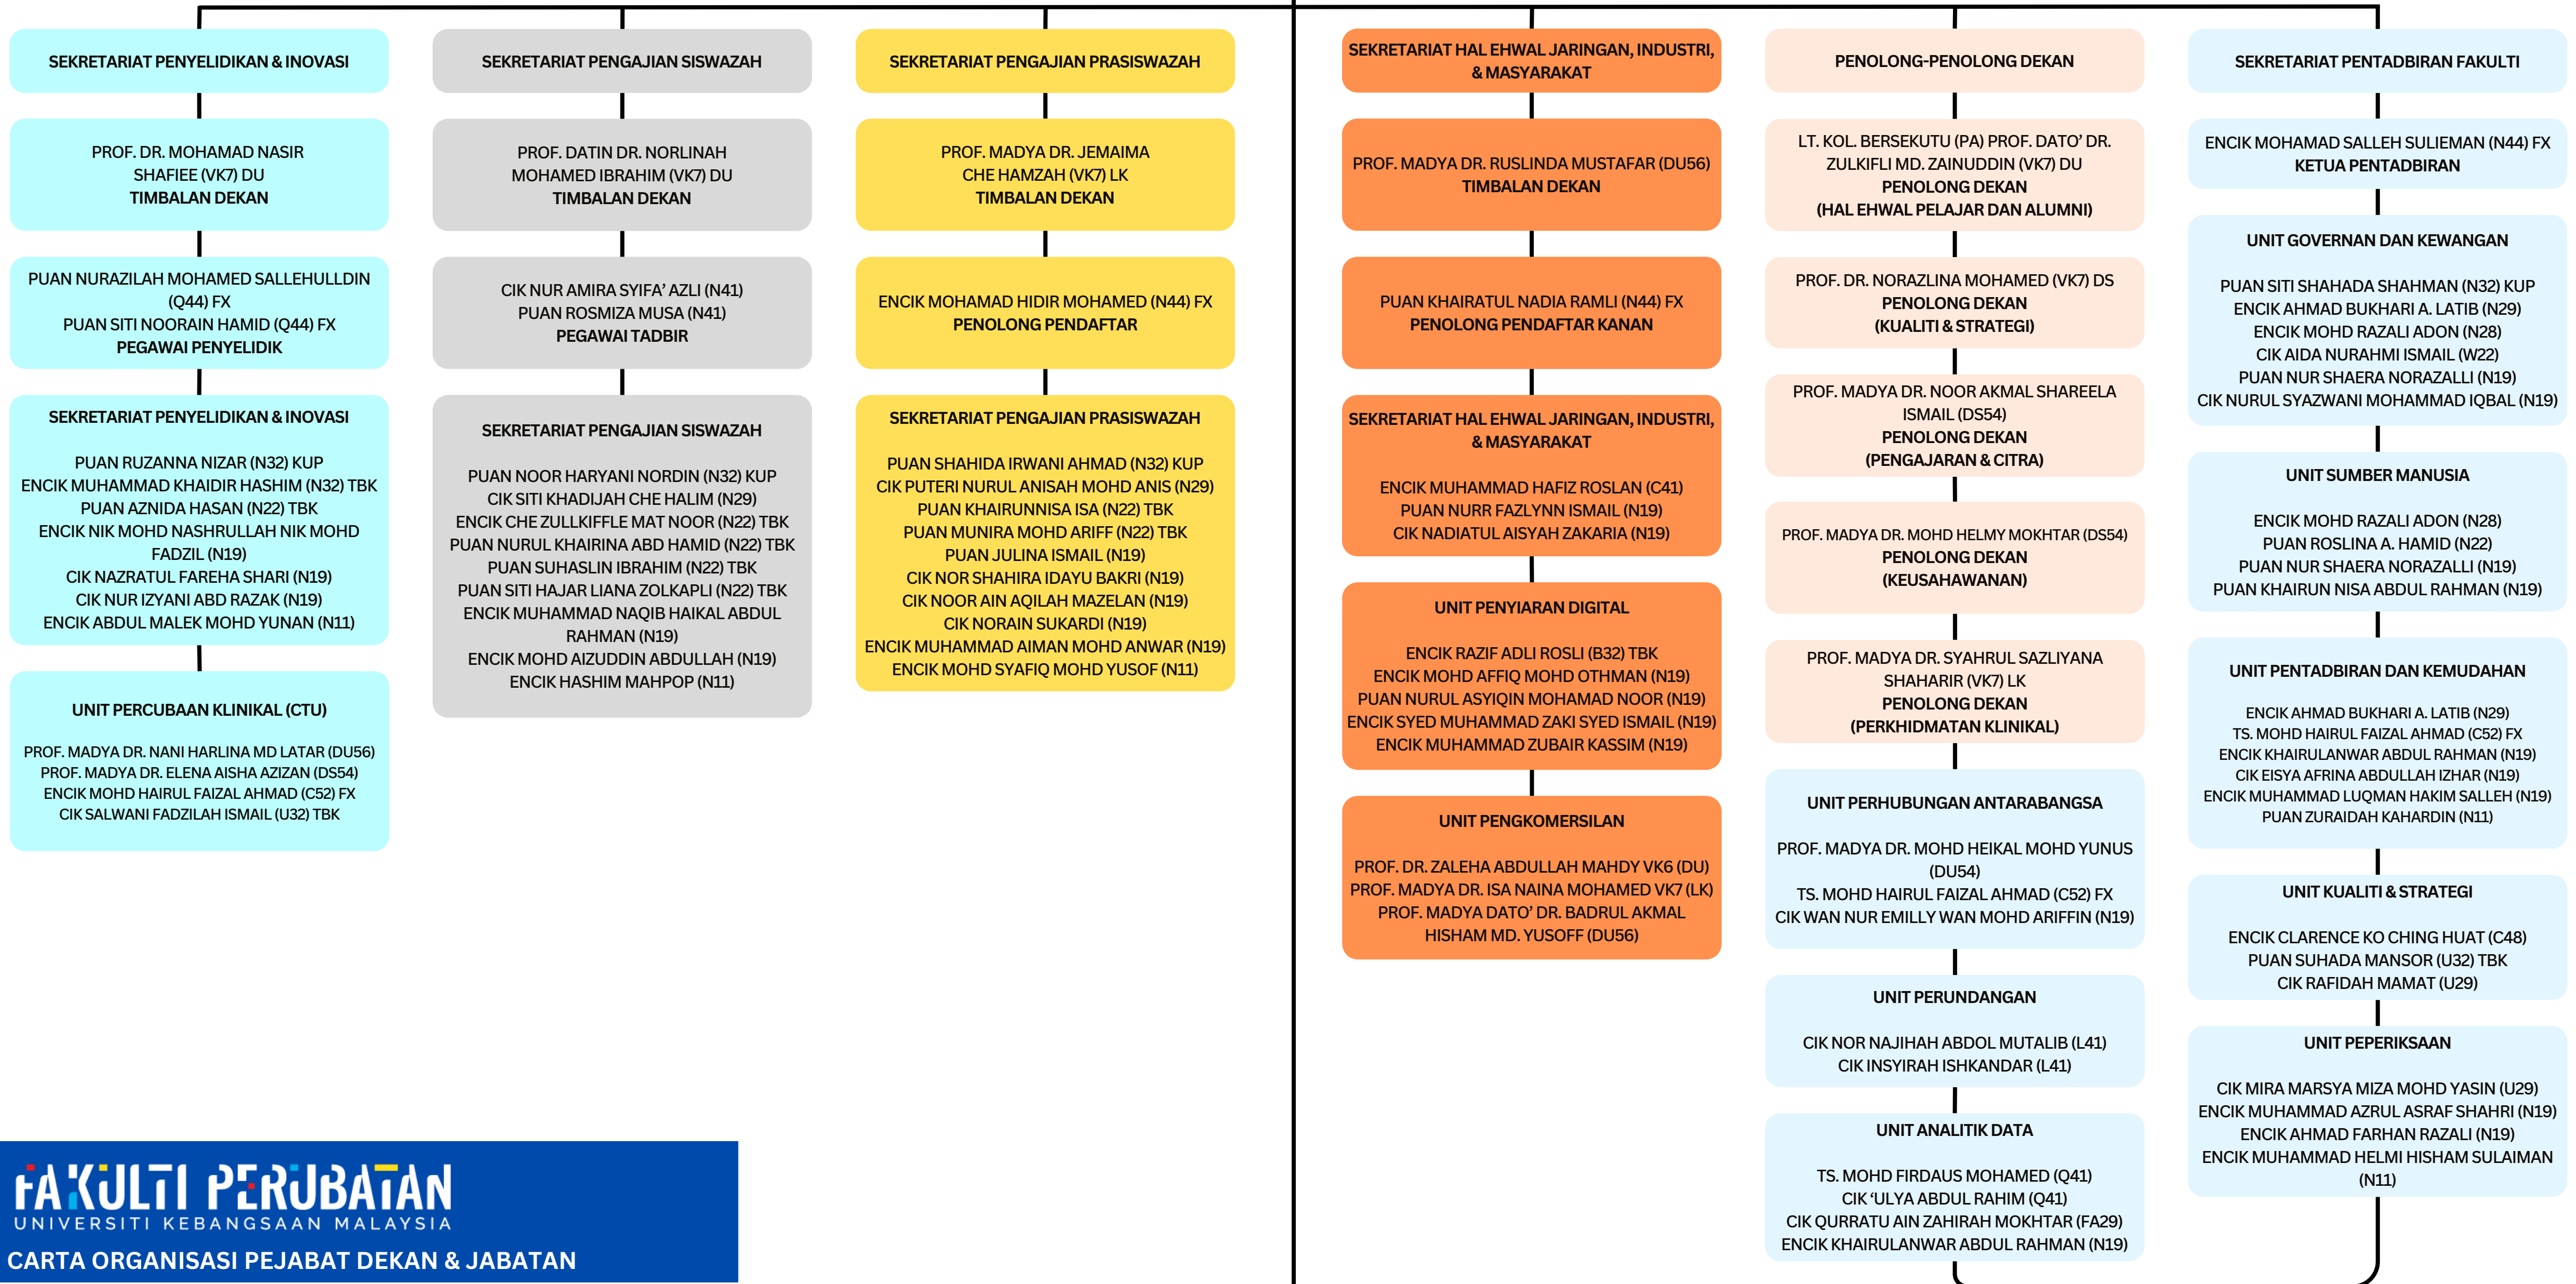 SEKRETARIAT PENYELIDIKAN & INOVASI
PROF. DR. MOHAMAD NASIR
SHAFIEE (VK7) DU
TIMBALAN DEKAN
PUAN NURAZILAH MOHAMED SALLEHULLDIN
(Q44) FX
PUAN SITI NOORAIN HAMID (Q44) FX
PEGAWAI PENYELIDIK
SEKRETARIAT PENYELIDIKAN & INOVASI
PUAN RUZANNA NIZAR (N32) KUP
ENCIK MUHAMMAD KHAIDIR HASHIM (N32) TBK
PUAN AZNIDA HASAN (N22) TBK
ENCIK NIK MOHD NASHRULLAH NIK MOHD
FADZIL (N19)
CIK NAZRATUL FAREHA SHARI (N19)
CIK NUR IZYANI ABD RAZAK (N19)
ENCIK ABDUL MALEK MOHD YUNAN (N11)
UNIT PERCUBAAN KLINIKAL (CTU)
PROF. MADYA DR. NANI HARLINA MD LATAR (DU56)
PROF. MADYA DR. ELENA AISHA AZIZAN (DS54)
ENCIK MOHD HAIRUL FAIZAL AHMAD (C52) FX
CIK SALWANI FADZILAH ISMAIL (U32) TBK
SEKRETARIAT PENGAJIAN SISWAZAH
PROF. DATIN DR. NORLINAH
MOHAMED IBRAHIM (VK7) DU
TIMBALAN DEKAN
CIK NUR AMIRA SYIFA’ AZLI (N41)
PUAN ROSMIZA MUSA (N41)
PEGAWAI TADBIR
SEKRETARIAT PENGAJIAN SISWAZAH
PUAN NOOR HARYANI NORDIN (N32) KUP
CIK SITI KHADIJAH CHE HALIM (N29)
ENCIK CHE ZULLKIFFLE MAT NOOR (N22) TBK
PUAN NURUL KHAIRINA ABD HAMID (N22) TBK
PUAN SUHASLIN IBRAHIM (N22) TBK
PUAN SITI HAJAR LIANA ZOLKAPLI (N22) TBK
ENCIK MUHAMMAD NAQIB HAIKAL ABDUL
RAHMAN (N19)
ENCIK MOHD AIZUDDIN ABDULLAH (N19)
ENCIK HASHIM MAHPOP (N11)
SEKRETARIAT PENGAJIAN PRASISWAZAH
PROF. MADYA DR. JEMAIMA
CHE HAMZAH (VK7) LK
TIMBALAN DEKAN
ENCIK MOHAMAD HIDIR MOHAMED (N44) FX
PENOLONG PENDAFTAR
SEKRETARIAT PENGAJIAN PRASISWAZAH
PUAN SHAHIDA IRWANI AHMAD (N32) KUP
CIK PUTERI NURUL ANISAH MOHD ANIS (N29)
PUAN KHAIRUNNISA ISA (N22) TBK
PUAN MUNIRA MOHD ARIFF (N22) TBK
PUAN JULINA ISMAIL (N19)
CIK NOR SHAHIRA IDAYU BAKRI (N19)
CIK NOOR AIN AQILAH MAZELAN (N19)
CIK NORAIN SUKARDI (N19)
ENCIK MUHAMMAD AIMAN MOHD ANWAR (N19)
ENCIK MOHD SYAFIQ MOHD YUSOF (N11)
SEKRETARIAT HAL EHWAL JARINGAN, INDUSTRI,
& MASYARAKAT
PROF. MADYA DR. RUSLINDA MUSTAFAR (DU56)
TIMBALAN DEKAN
PUAN KHAIRATUL NADIA RAMLI (N44) FX
PENOLONG PENDAFTAR KANAN
SEKRETARIAT HAL EHWAL JARINGAN, INDUSTRI,
& MASYARAKAT
ENCIK MUHAMMAD HAFIZ ROSLAN (C41)
PUAN NURR FAZLYNN ISMAIL (N19)
CIK NADIATUL AISYAH ZAKARIA (N19)
UNIT PENYIARAN DIGITAL
ENCIK RAZIF ADLI ROSLI (B32) TBK
ENCIK MOHD AFFIQ MOHD OTHMAN (N19)
PUAN NURUL ASYIQIN MOHAMAD NOOR (N19)
ENCIK SYED MUHAMMAD ZAKI SYED ISMAIL (N19)
ENCIK MUHAMMAD ZUBAIR KASSIM (N19)
UNIT PENGKOMERSILAN
PROF. DR. ZALEHA ABDULLAH MAHDY VK6 (DU)
PROF. MADYA DR. ISA NAINA MOHAMED VK7 (LK)
PROF. MADYA DATO’ DR. BADRUL AKMAL
HISHAM MD. YUSOFF (DU56)
PENOLONG-PENOLONG DEKAN
LT. KOL. BERSEKUTU (PA) PROF. DATO’ DR.
ZULKIFLI MD. ZAINUDDIN (VK7) DU
PENOLONG DEKAN
(HAL EHWAL PELAJAR DAN ALUMNI)
PROF. DR. NORAZLINA MOHAMED (VK7) DS
PENOLONG DEKAN
(KUALITI & STRATEGI)
PROF. MADYA DR. NOOR AKMAL SHAREELA
ISMAIL (DS54)
PENOLONG DEKAN
(PENGAJARAN & CITRA)
PROF. MADYA DR. MOHD HELMY MOKHTAR (DS54)
PENOLONG DEKAN
(KEUSAHAWANAN)
PROF. MADYA DR. SYAHRUL SAZLIYANA
SHAHARIR (VK7) LK
PENOLONG DEKAN
(PERKHIDMATAN KLINIKAL)
UNIT PERHUBUNGAN ANTARABANGSA
PROF. MADYA DR. MOHD HEIKAL MOHD YUNUS
(DU54)
TS. MOHD HAIRUL FAIZAL AHMAD (C52) FX
CIK WAN NUR EMILLY WAN MOHD ARIFFIN (N19)
UNIT PERUNDANGAN
CIK NOR NAJIHAH ABDOL MUTALIB (L41)
CIK INSYIRAH ISHKANDAR (L41)
UNIT ANALITIK DATA
TS. MOHD FIRDAUS MOHAMED (Q41)
CIK ‘ULYA ABDUL RAHIM (Q41)
CIK QURRATU AIN ZAHIRAH MOKHTAR (FA29)
ENCIK KHAIRULANWAR ABDUL RAHMAN (N19)
SEKRETARIAT PENTADBIRAN FAKULTI
ENCIK MOHAMAD SALLEH SULIEMAN (N44) FX
KETUA PENTADBIRAN
UNIT GOVERNAN DAN KEWANGAN
PUAN SITI SHAHADA SHAHMAN (N32) KUP
ENCIK AHMAD BUKHARI A. LATIB (N29)
ENCIK MOHD RAZALI ADON (N28)
CIK AIDA NURAHMI ISMAIL (W22)
PUAN NUR SHAERA NORAZALLI (N19)
CIK NURUL SYAZWANI MOHAMMAD IQBAL (N19)
UNIT SUMBER MANUSIA
ENCIK MOHD RAZALI ADON (N28)
PUAN ROSLINA A. HAMID (N22)
PUAN NUR SHAERA NORAZALLI (N19)
PUAN KHAIRUN NISA ABDUL RAHMAN (N19)
UNIT PENTADBIRAN DAN KEMUDAHAN
ENCIK AHMAD BUKHARI A. LATIB (N29)
TS. MOHD HAIRUL FAIZAL AHMAD (C52) FX
ENCIK KHAIRULANWAR ABDUL RAHMAN (N19)
CIK EISYA AFRINA ABDULLAH IZHAR (N19)
ENCIK MUHAMMAD LUQMAN HAKIM SALLEH (N19)
PUAN ZURAIDAH KAHARDIN (N11)
UNIT KUALITI & STRATEGI
ENCIK CLARENCE KO CHING HUAT (C48)
PUAN SUHADA MANSOR (U32) TBK
CIK RAFIDAH MAMAT (U29)
UNIT PEPERIKSAAN
CIK MIRA MARSYA MIZA MOHD YASIN (U29)
ENCIK MUHAMMAD AZRUL ASRAF SHAHRI (N19)
ENCIK AHMAD FARHAN RAZALI (N19)
ENCIK MUHAMMAD HELMI HISHAM SULAIMAN
(N11)
FAKULTI PERUBATAN
UNIVERSITI KEBANGSAAN MALAYSIA
CARTA ORGANISASI PEJABAT DEKAN & JABATAN